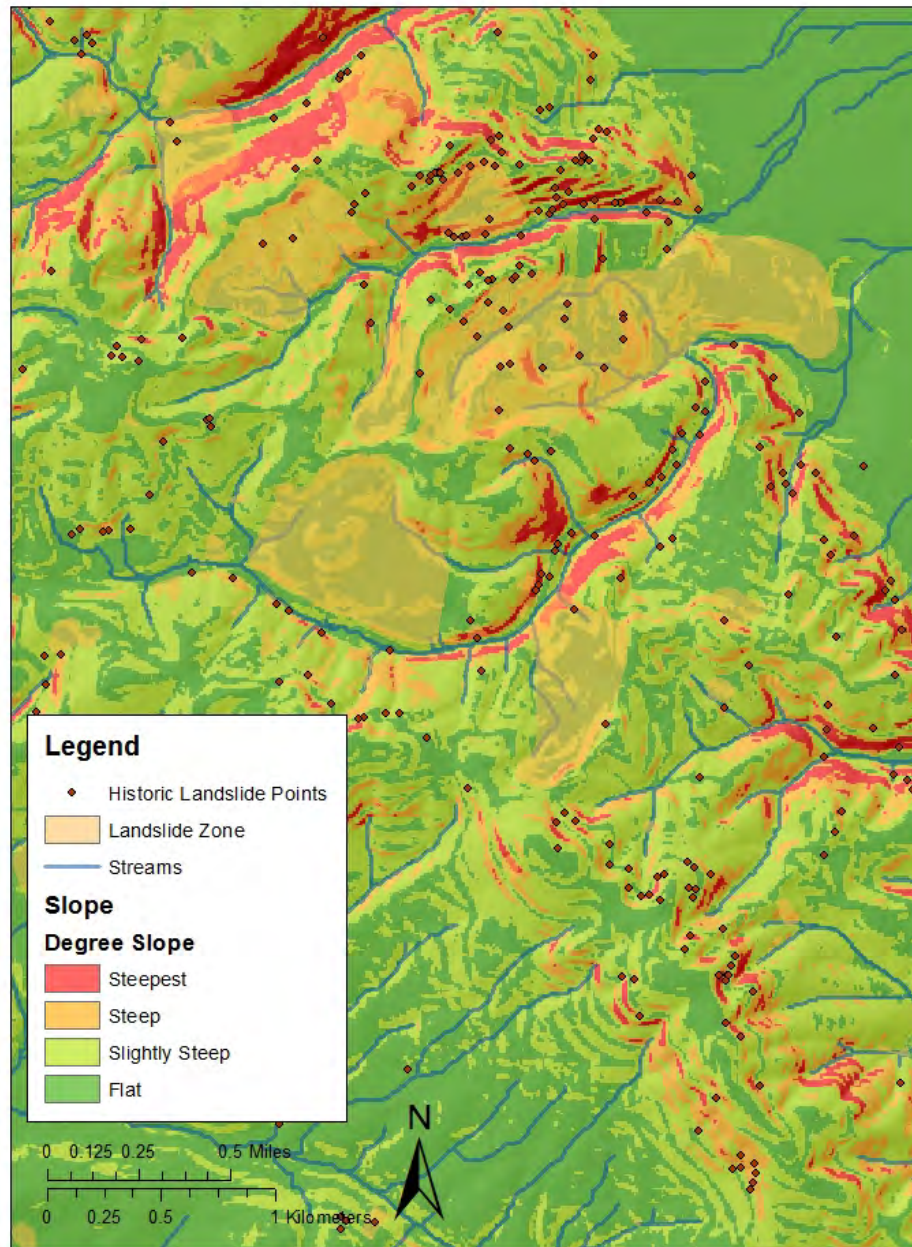 Legend
Historic Landslide Points
Landslide Zone
Streams
Slope
Degree Slope
Steepest
Steep
Slightly Steep
Flat
0 0.125 0.25 0.5 Miles
0 0.25 0.5 1 Kilometers
N